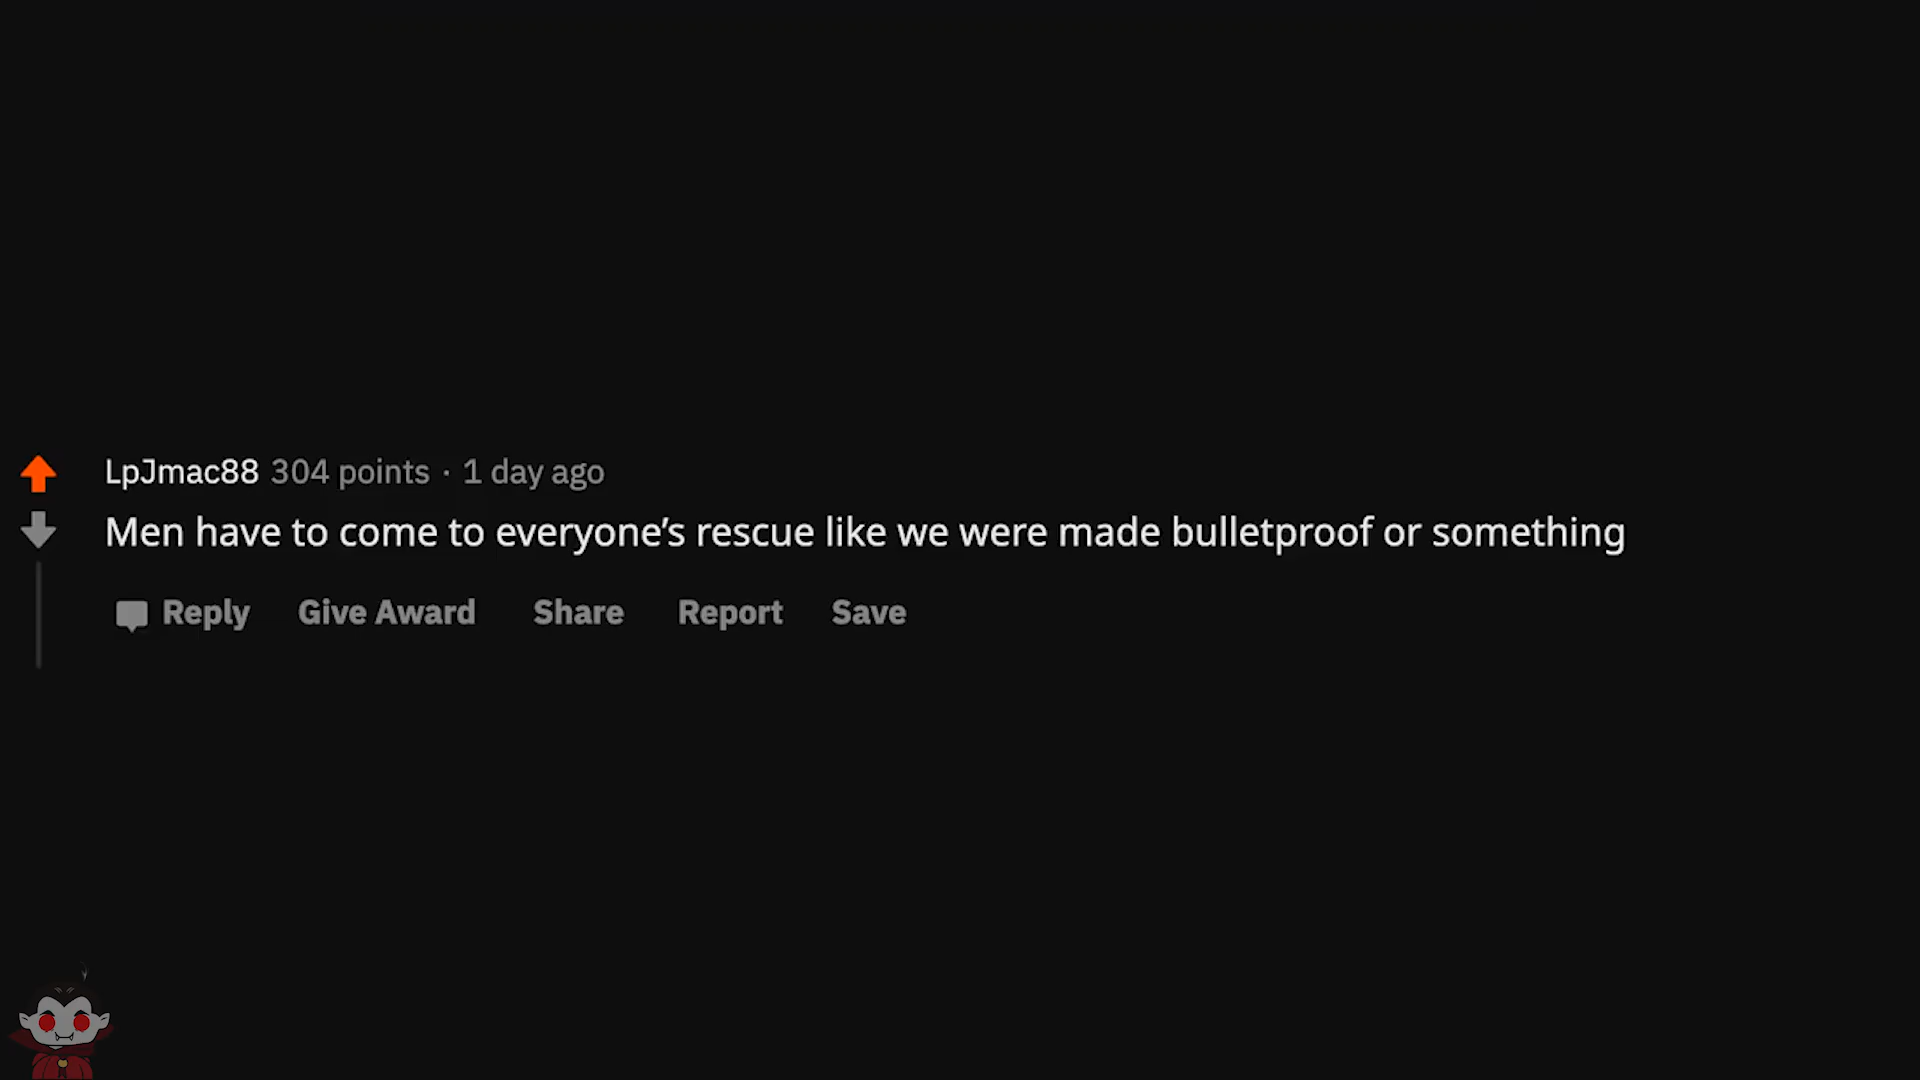 LpJmac88 304 points · 1 day ago
Men have to come to everyone’s rescue like we were made bulletproof or something
Reply Give Award Share Report Save